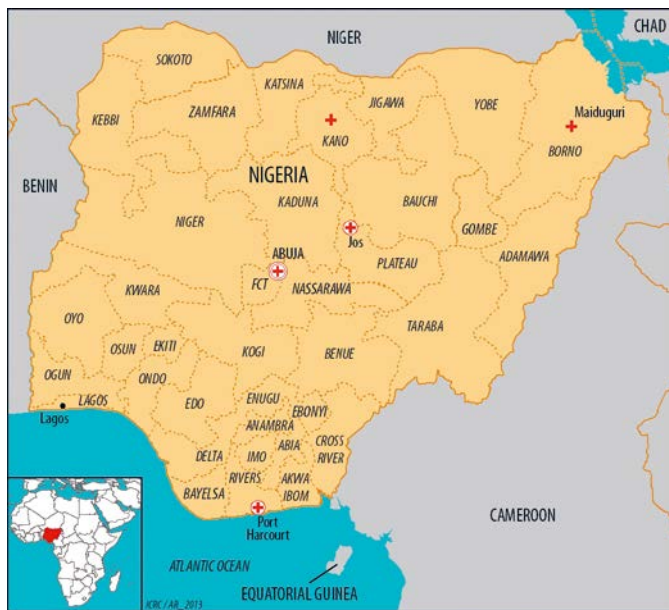 NIGER
CHAD
SOKOTO
KATSINA
JIGAWA
YOBE
Maiduguri
KEBBI
ZAMFARA
KANO
BORNO
BENIN
NIGERIA
KADUNA
BAUCHI
NIGER
GOMBE
Jos
ABUJA
ADAMAWA
PLATEAU
FCT
NASSARAWA
KWARA
OYO
TARABA
OSUN
EKITI
KOGI
BENUE
OGUN
ONDO
LAGOS
EDO
ENUGU
EBONYI
Lagos
ANAMBRA
CROSS
RIVER
ABIA
DELTA
IMO
RIVERS
AKWA
IBOM
BAYELSA
Port
Harcourt
CAMEROON
ATLANTIC OCEAN
EQUATORIAL GUINEA
ICRC / AR_2013